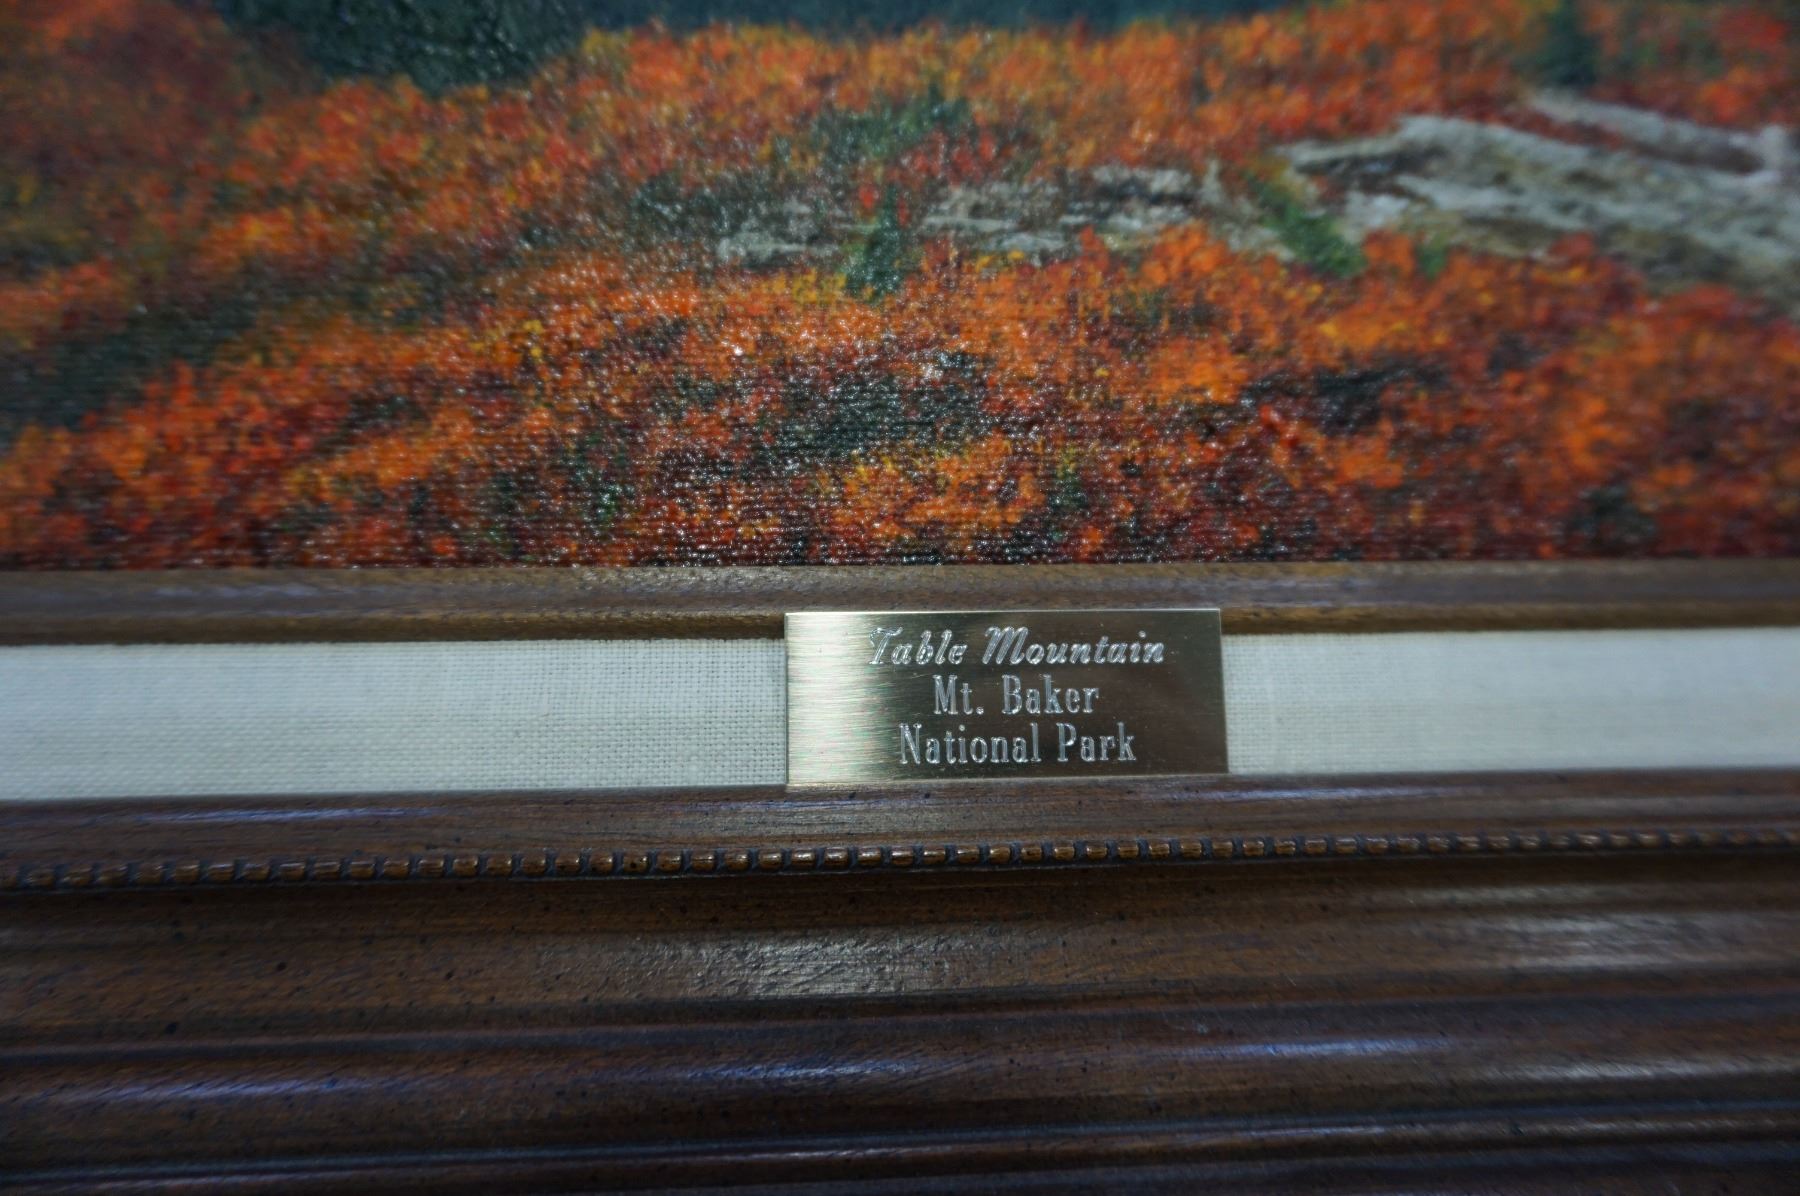 Table Mountain
Mt. Baker
National Park